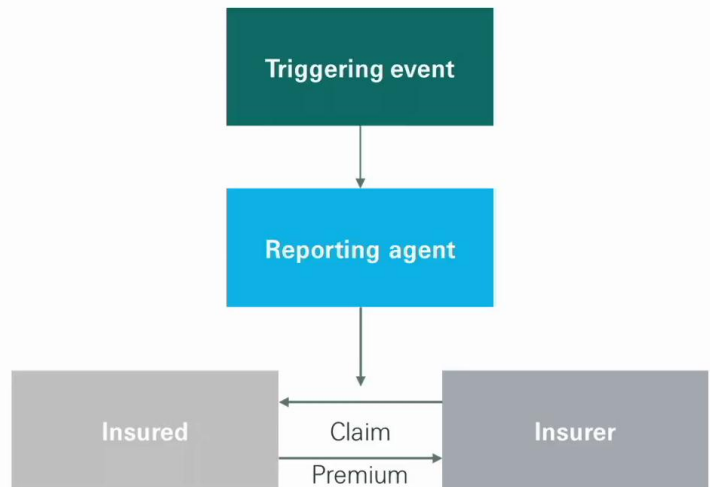 Triggering event
Reporting agent
Insured
Claim
Insurer
Premium